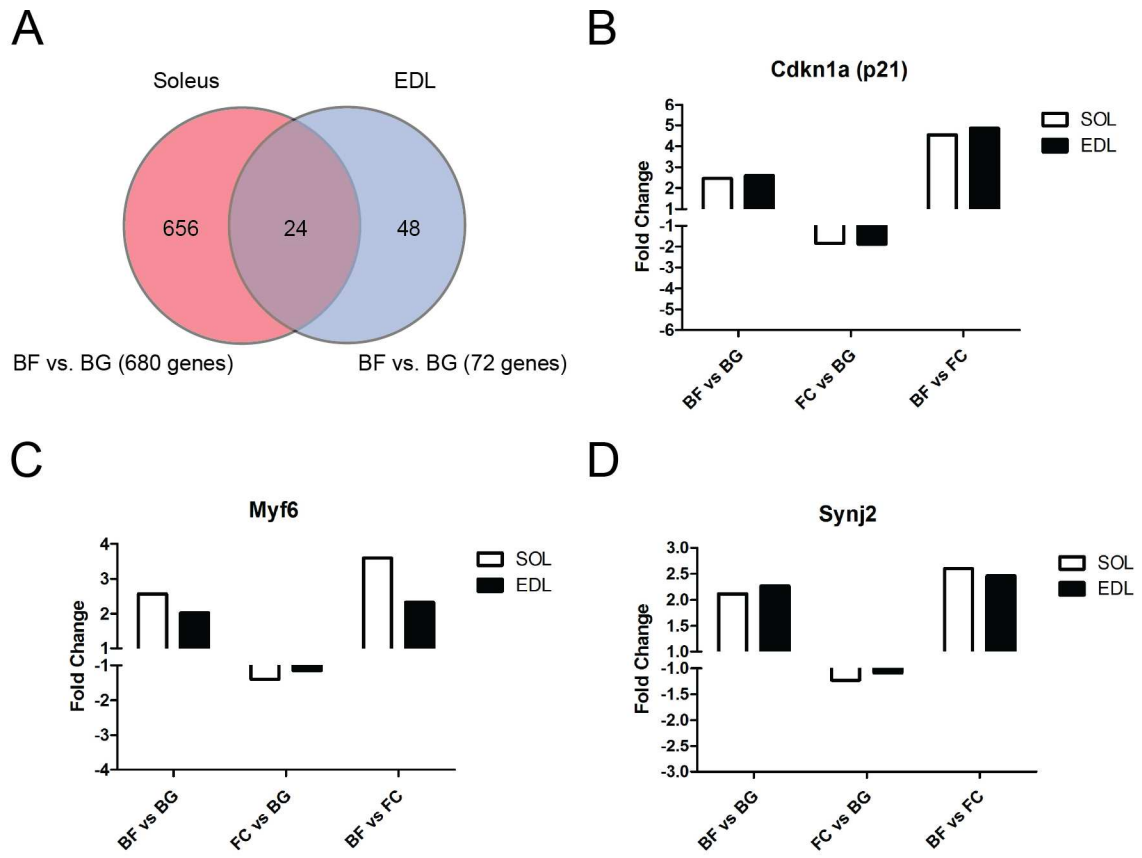 A
Soleus EDL
656 24 48
BF vs. BG (680 genes) BF vs. BG (72 genes)
B
Cdkn1a (p21)
SOL
EDL
Fold Change
6
5
4
3
2
1
-1
-2
-3
-4
-5
-6
BF vs BG
FC vs BG
BF vs FC
C
Myf6
SOL
EDL
Fold Change
4
3
2
1
-1
-2
-3
-4
BF vs BG
FC vs BG
BF vs FC
D
Synj2
SOL
EDL
Fold Change
3.0
2.5
2.0
1.5
1.0
-1.0
-1.5
-2.0
-2.5
-3.0
BF vs BG
FC vs BG
BF vs FC